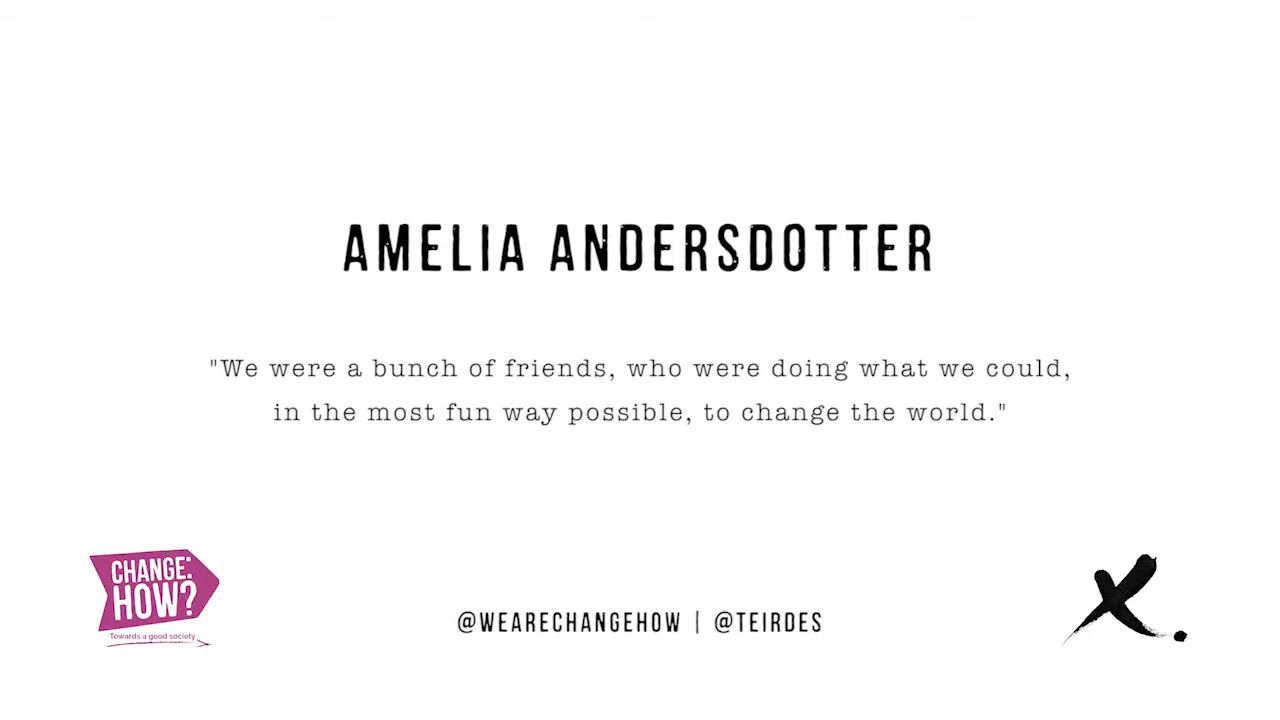 AMELIA ANDERSDOTTER
"We were a bunch of friends, who were doing what we could,
in the most fun way possible, to change the world."
CHANGE:
HOW?
Towards a good society
@WEARECHANGEHOW | @TEIRDES
X.